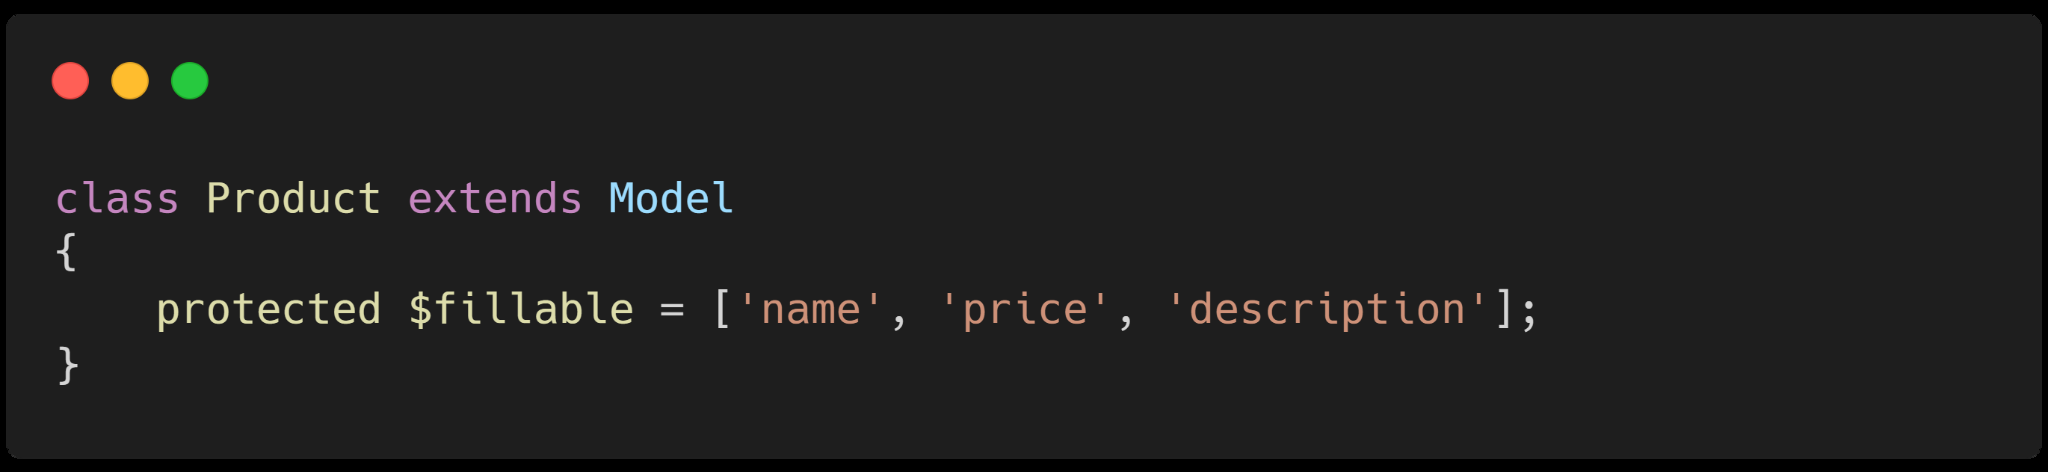 class Product extends Model
{
    protected $fillable = ['name', 'price', 'description'];
}